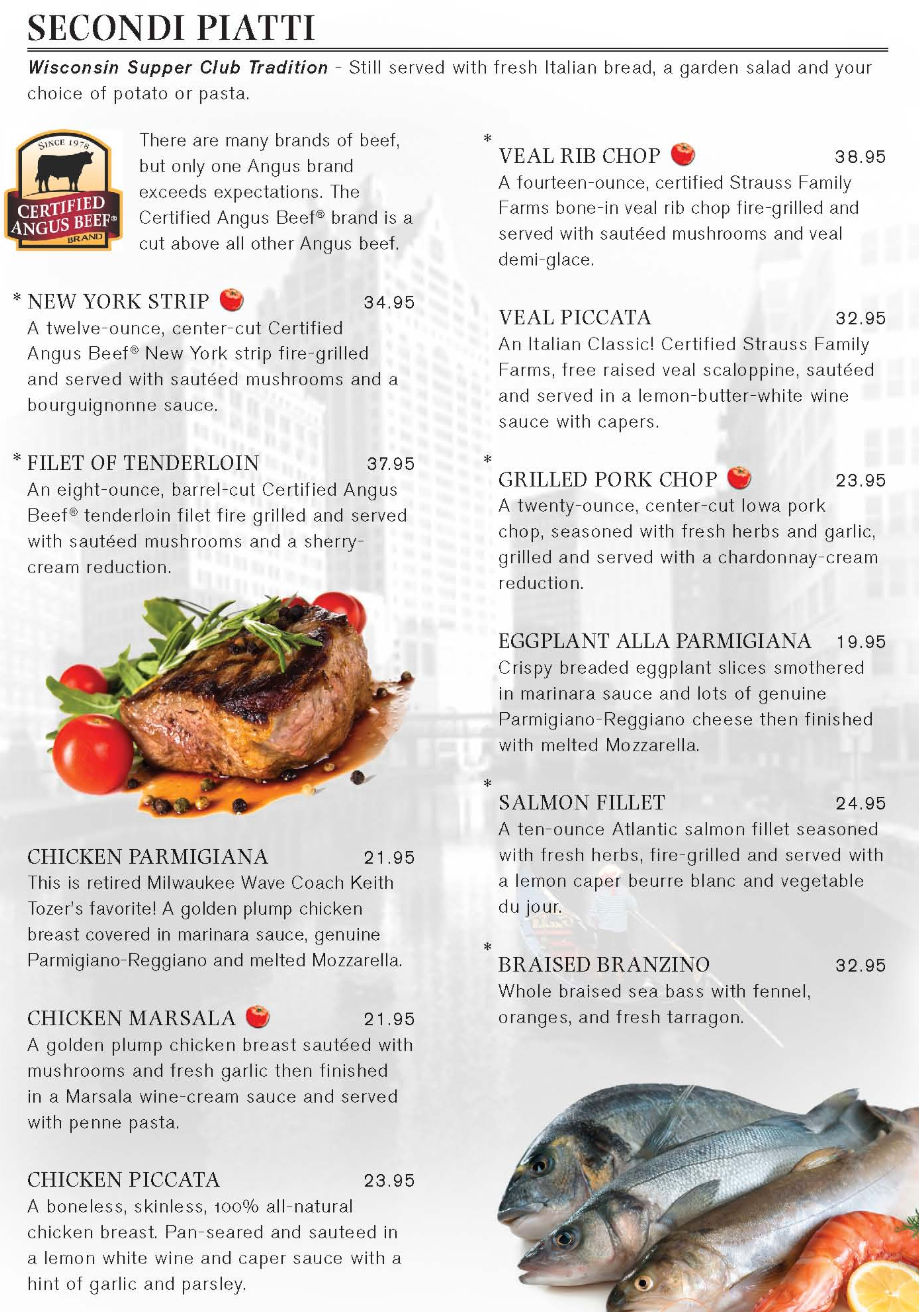 SECONDI PIATTI
Wisconsin Supper Club Tradition - Still served with fresh Italian bread, a garden salad and your
choice of potato or pasta.
SINCE 1978
CERTIFIED
ANGUS BEEF®
BRAND
There are many brands of beef,
but only one Angus brand
exceeds expectations. The
Certified Angus Beef® brand is a
cut above all other Angus beef.
* NEW YORK STRIP 34.95
A twelve-ounce, center-cut Certified
Angus Beef® New York strip fire-grilled
and served with sautéed mushrooms and a
bourguignonne sauce.
* FILET OF TENDERLOIN 37.95
An eight-ounce, barrel-cut Certified Angus
Beef® tenderloin filet fire grilled and served
with sautéed mushrooms and a sherry-
cream reduction.
CHICKEN PARMIGIANA 21.95
This is retired Milwaukee Wave Coach Keith
Tozer's favorite! A golden plump chicken
breast covered in marinara sauce, genuine
Parmigiano-Reggiano and melted Mozzarella.
CHICKEN MARSALA 21.95
A golden plump chicken breast sautéed with
mushrooms and fresh garlic then finished
in a Marsala wine-cream sauce and served
with penne pasta.
CHICKEN PICCATA 23.95
A boneless, skinless, 100% all-natural
chicken breast. Pan-seared and sauteed in
a lemon white wine and caper sauce with a
hint of garlic and parsley.
* VEAL RIB CHOP 38.95
A fourteen-ounce, certified Strauss Family
Farms bone-in veal rib chop fire-grilled and
served with sautéed mushrooms and veal
demi-glace.
VEAL PICCATA 32.95
An Italian Classic! Certified Strauss Family
Farms, free raised veal scaloppine, sautéed
and served in a lemon-butter-white wine
sauce with capers.
* GRILLED PORK CHOP 23.95
A twenty-ounce, center-cut Iowa pork
chop, seasoned with fresh herbs and garlic,
grilled and served with a chardonnay-cream
reduction.
EGGPLANT ALLA PARMIGIANA 19.95
Crispy breaded eggplant slices smothered
in marinara sauce and lots of genuine
Parmigiano-Reggiano cheese then finished
with melted Mozzarella.
* SALMON FILLET 24.95
A ten-ounce Atlantic salmon fillet seasoned
with fresh herbs, fire-grilled and served with
a lemon caper beurre blanc and vegetable
du jour.
* BRAISED BRANZINO 32.95
Whole braised sea bass with fennel,
oranges, and fresh tarragon.